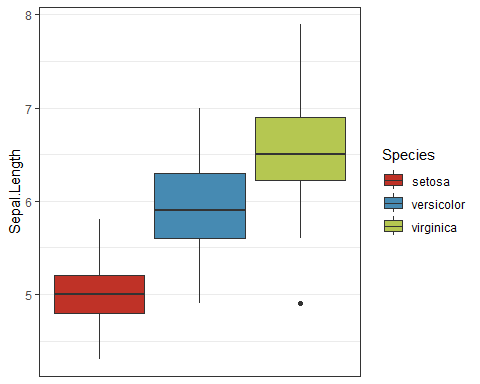 8
7
6
5
Sepal.Length
Species
setosa
versicolor
virginica